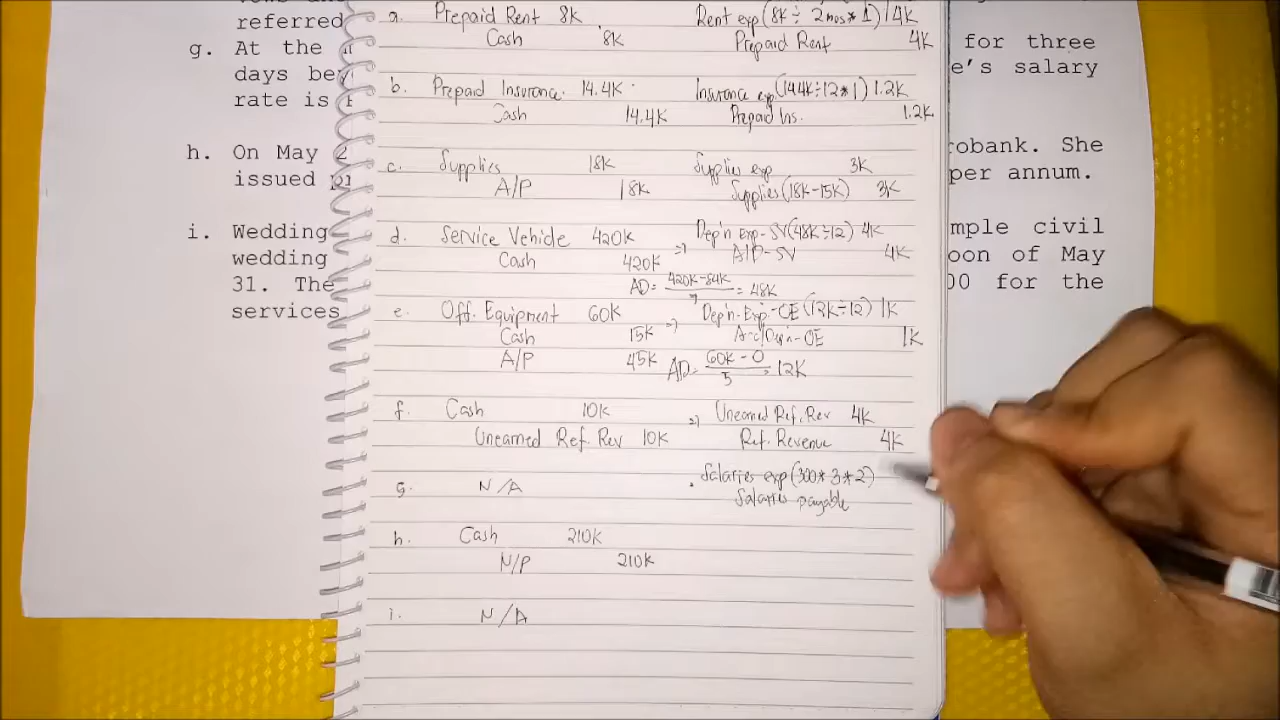 referred
a. Prepaid Rent 8K Rent exp (8K ÷ 2mos * 1) 4K
Cash 8K Prepaid Rent 4K
g. At the for three
days e's salary
rate is
b. Prepaid Insurance. 14.4K Insurance exp (14.4K÷12*1) 1.2K
Cash 14.4K Prepaid Ins. 1.2K
h. On May 2 obank. She
issued per annum.
c. Supplies 18K Supplies exp 3K
A/P 18K Supplies (18K-15K) 3K
i. Wedding mple civil
wedding oon of May
31. The 00 for the
services
d. Service Vehicle 420K Dep'n exp-SV (48K÷12) 4K
Cash 420K => A/D-SV 4K
AD = 420K-84K / 7 = 48K
e. Off. Equipment 60K Dep'n-Exp-OE (12K÷12) 1K
Cash 15K => OE 1K
A/P 45K AD = 60K - 0 / 5 = 12K
f. Cash 10K => Unearned Ref. Rev 4K
Unearned Ref. Rev 10K Ref. Revenue 4K
g. N/A Salaries exp (300*3*2)
Salaries payable
h. Cash 210K
N/P 210K
i. N/A